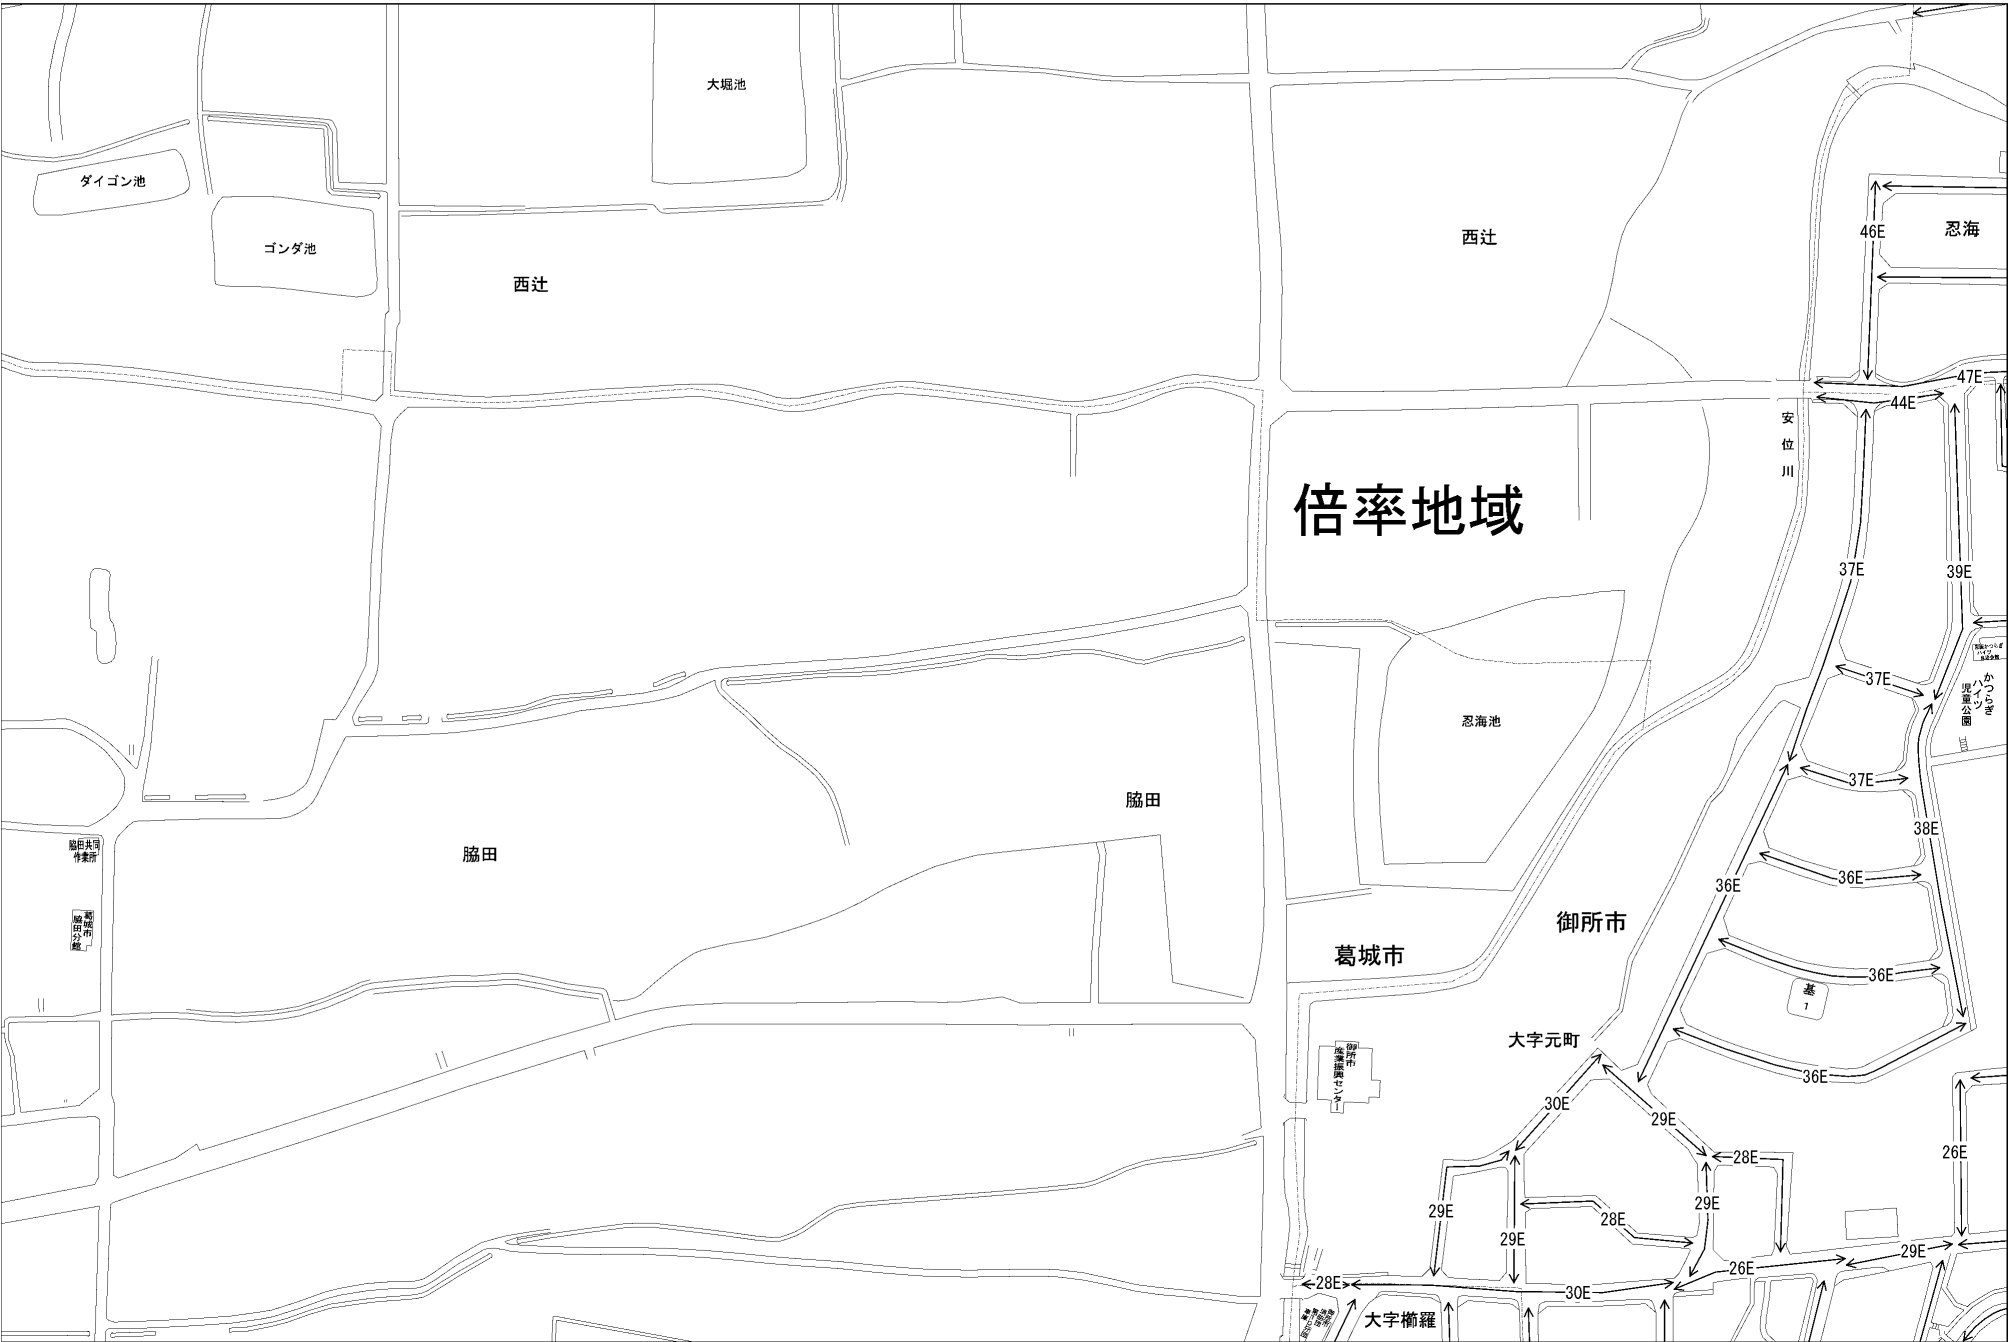 大堀池
ダイゴン池
ゴンダ池
西辻
西辻
46E
忍海
47E
44E
安位川
倍率地域
37E
39E
かつらぎ
ハイツ
児童公園
37E
忍海池
37E
脇田
脇田
38E
脇田共同
作業所
36E
36E
葛城市
脇田分館
御所市
葛城市
36E
基
1
大字元町
御所市
産業振興センター
36E
30E
29E
28E
26E
29E
29E
28E
29E
29E
26E
28E
30E
大字櫛羅